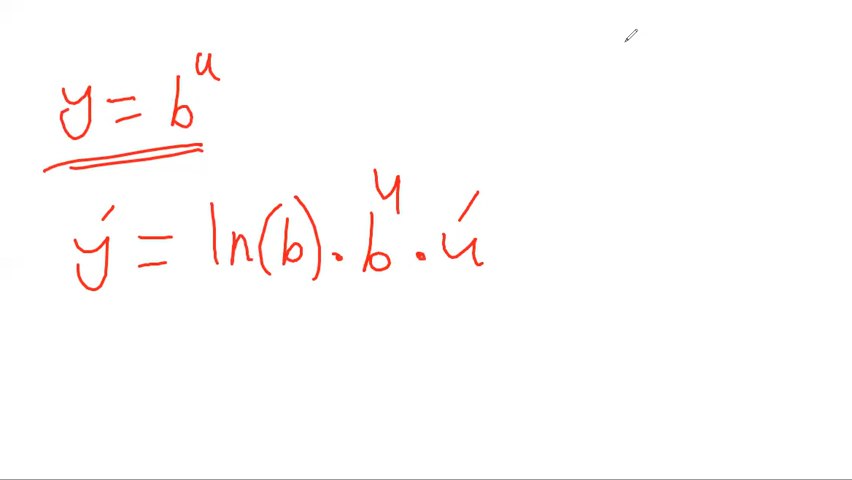 y = b^u
y' = ln(b) · b^u · u'